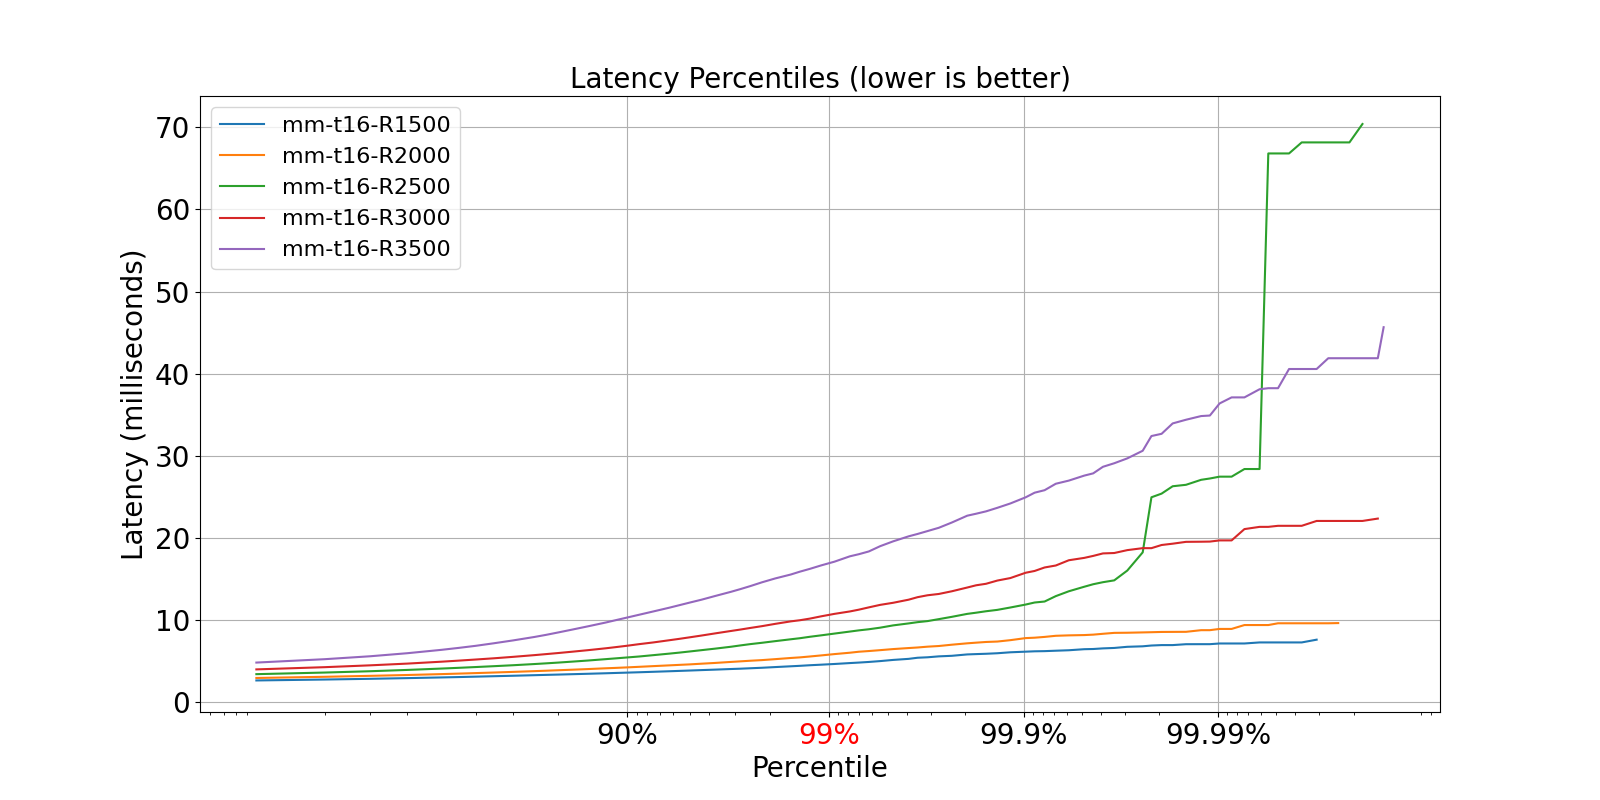 Latency Percentiles (lower is better)
mm-t16-R1500
mm-t16-R2000
mm-t16-R2500
mm-t16-R3000
mm-t16-R3500
70
60
50
40
30
20
10
0
Latency (milliseconds)
90% 99% 99.9% 99.99%
Percentile